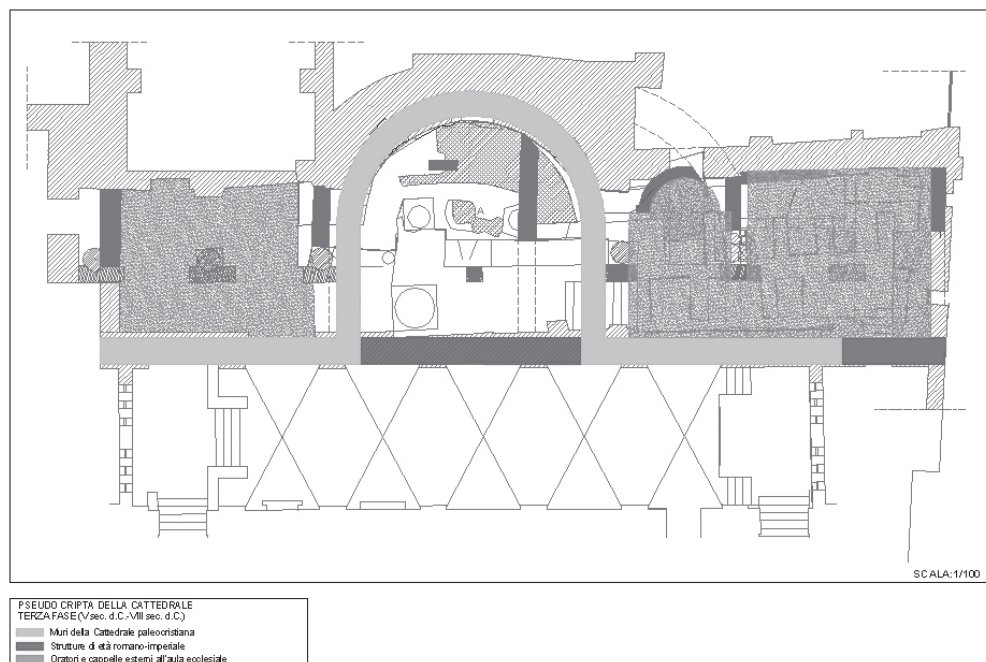 A
SCALA:1/100
PSEUDO CRIPTA DELLA CATTEDRALE
TERZA FASE (V sec. d.C.-VIII sec. d.C.)
Muri della Cattedrale paleocristiana
Strutture di età romano-imperiale
Oratori e cappelle esterni all'aula ecclesiale